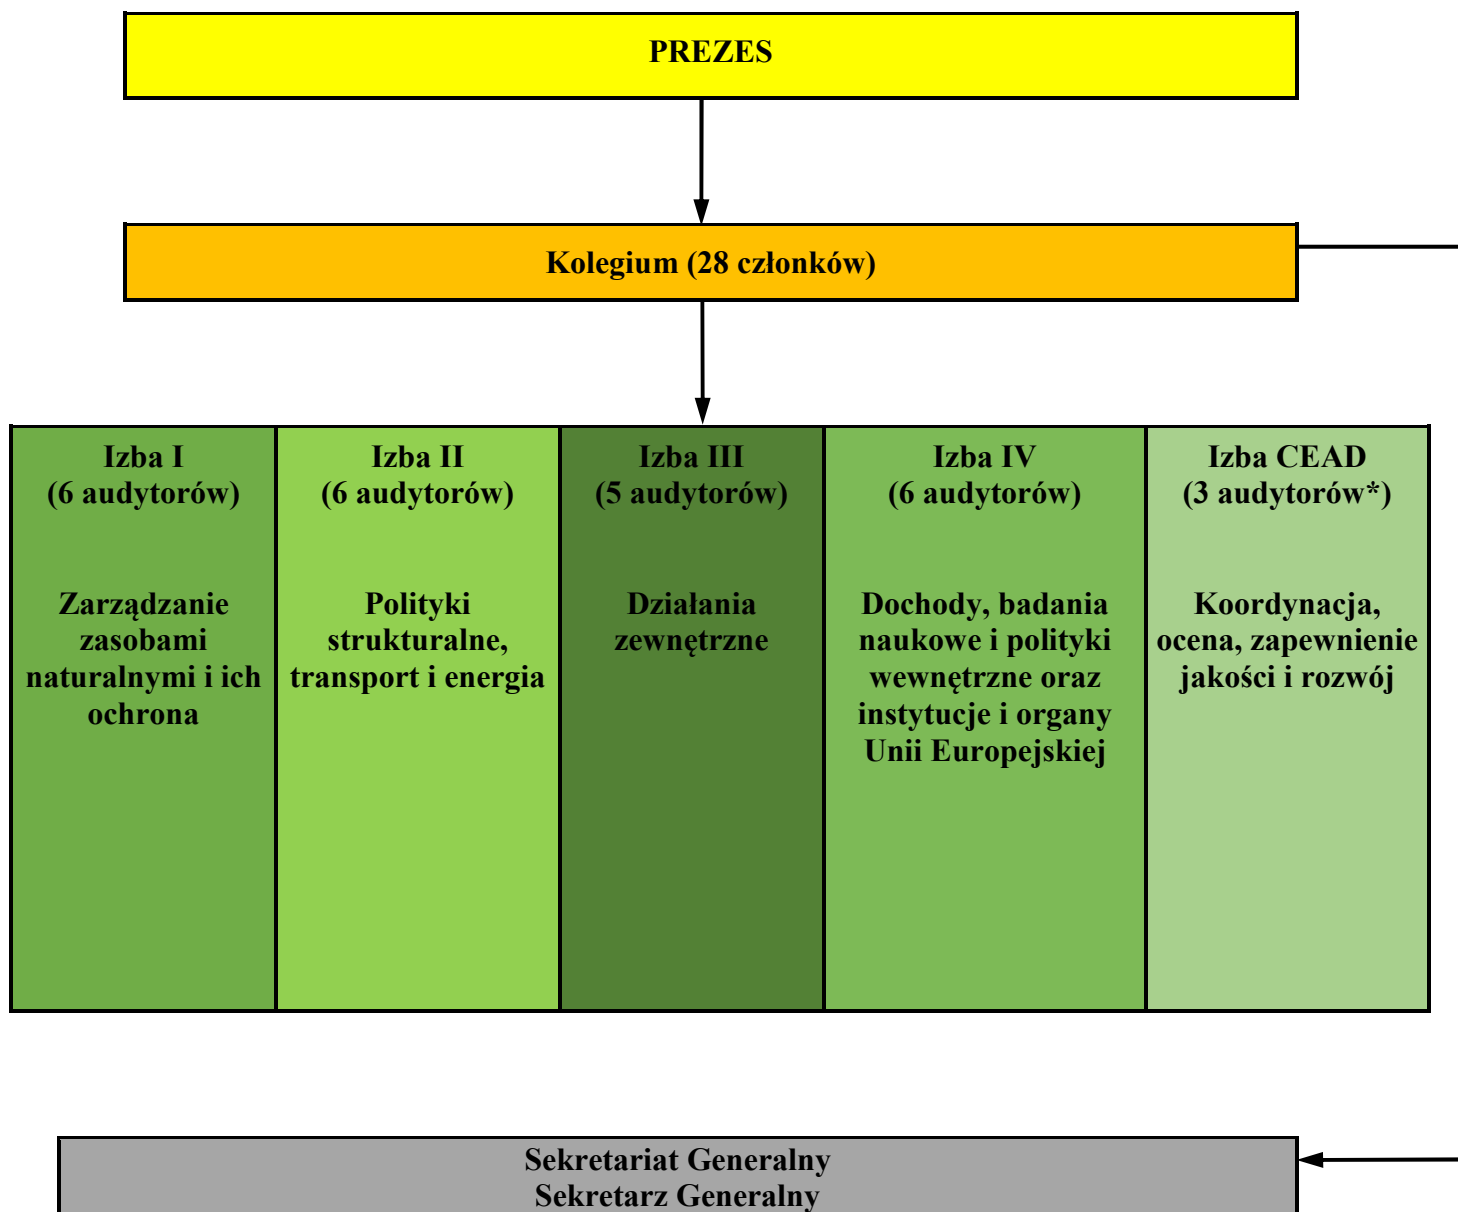 PREZES
Kolegium (28 członków)
Izba I
(6 audytorów)
Zarządzanie
zasobami
naturalnymi i ich
ochrona
Izba II
(6 audytorów)
Polityki
strukturalne,
transport i energia
Izba III
(5 audytorów)
Działania
zewnętrzne
Izba IV
(6 audytorów)
Dochody, badania
naukowe i polityki
wewnętrzne oraz
instytucje i organy
Unii Europejskiej
Izba CEAD
(3 audytorów*)
Koordynacja,
ocena, zapewnienie
jakości i rozwój
Sekretariat Generalny
Sekretarz Generalny